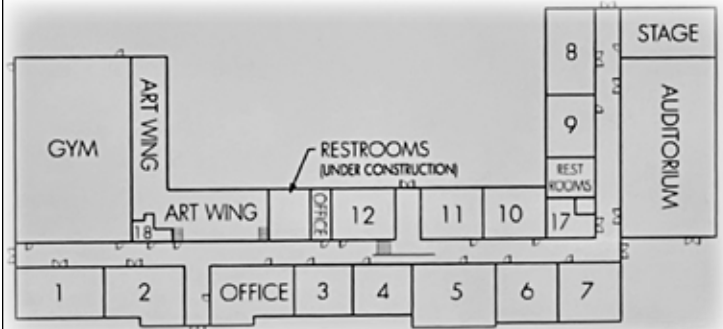 8
STAGE
ART WING
9
AUDITORIUM
GYM
RESTROOMS
(UNDER CONSTRUCTION)
REST
ROOMS
ART WING
OFFICE
12
11
10
17
18
1
2
OFFICE
3
4
5
6
7